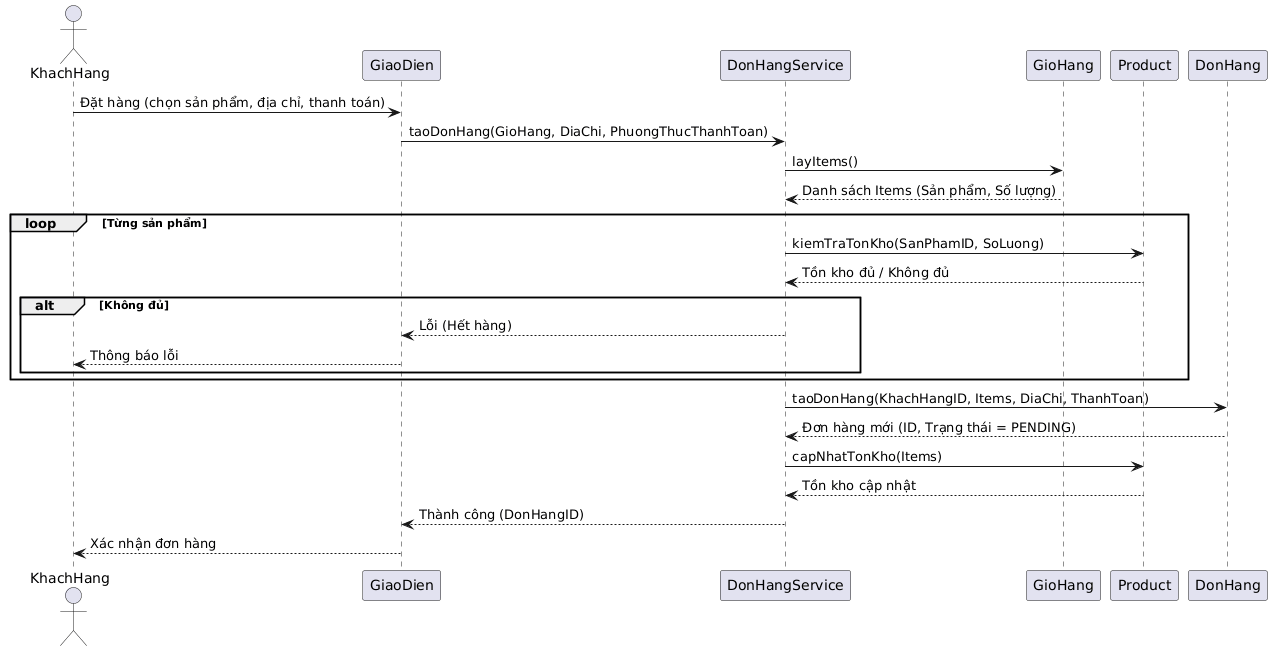 KhachHang
GiaoDien
DonHangService
GioHang
Product
DonHang
Đặt hàng (chọn sản phẩm, địa chỉ, thanh toán)
taoDonHang(GioHang, DiaChi, PhuongThucThanhToan)
layItems()
Danh sách Items (Sản phẩm, Số lượng)
loop [Từng sản phẩm]
kiemTraTonKho(SanPhamID, SoLuong)
Tồn kho đủ / Không đủ
alt [Không đủ]
Lỗi (Hết hàng)
Thông báo lỗi
taoDonHang(KhachHangID, Items, DiaChi, ThanhToan)
Đơn hàng mới (ID, Trạng thái = PENDING)
capNhatTonKho(Items)
Tồn kho cập nhật
Thành công (DonHangID)
Xác nhận đơn hàng
KhachHang
GiaoDien
DonHangService
GioHang
Product
DonHang